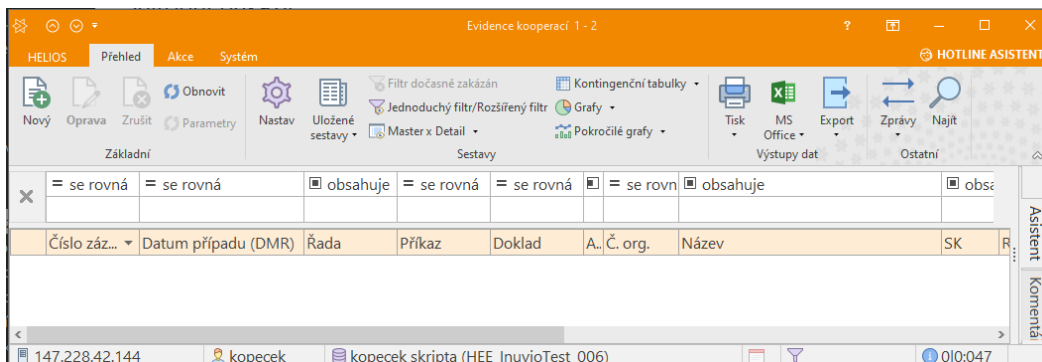 Evidence kooperací 1 - 2
?
HELIOS Přehled Akce Systém HOTLINE ASISTENT
Nový
Oprava
Zrušit
Obnovit
Parametry
Základní
Nastav
Uložené
sestavy
Filtr dočasně zakázán
Jednoduchý filtr/Rozšířený filtr
Master x Detail
Kontingenční tabulky
Grafy
Pokročilé grafy
Sestavy
Tisk
MS
Office
Export
Výstupy dat
Zprávy
Najít
Ostatní
= se rovná = se rovná obsahuje = se rovná = se rovná = se rovn obsahuje obsa
Číslo záz... Datum případu (DMR) Řada Příkaz Doklad A.. Č. org. Název SK R
Asistent
Komentá
147.228.42.144 kopecek kopecek skripta (HEE_InuvioTest_006) 0|0:047